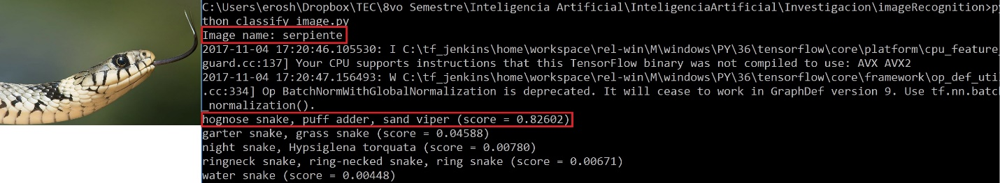 C:\Users\erosh\Dropbox\TEC\8vo Semestre\Inteligencia Artificial\InteligenciaArtificial\Investigacion\imageRecognition>py
thon classify_image.py
Image name: serpiente
2017-11-04 17:20:46.105530: I C:\tf_jenkins\home\workspace\rel-win\M\windows\PY\36\tensorflow\core\platform\cpu_feature_
guard.cc:137] Your CPU supports instructions that this TensorFlow binary was not compiled to use: AVX AVX2
2017-11-04 17:20:47.156493: W C:\tf_jenkins\home\workspace\rel-win\M\windows\PY\36\tensorflow\core\framework\op_def_util
.cc:334] Op BatchNormWithGlobalNormalization is deprecated. It will cease to work in GraphDef version 9. Use tf.nn.batch
_normalization().
hognose snake, puff adder, sand viper (score = 0.82602)
garter snake, grass snake (score = 0.04588)
night snake, Hypsiglena torquata (score = 0.00780)
ringneck snake, ring-necked snake, ring snake (score = 0.00671)
water snake (score = 0.00448)